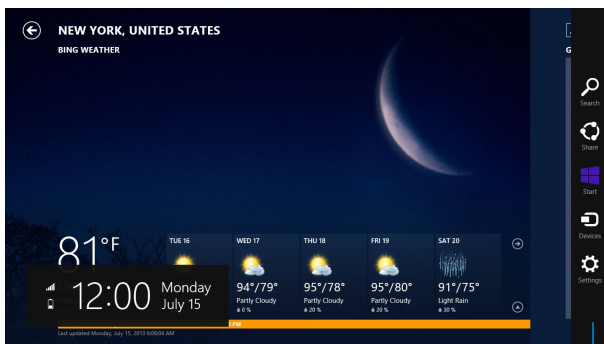 NEW YORK, UNITED STATES
BING WEATHER
G
Search
Share
Start
Devices
Settings
81°F
TUE 16
WED 17
94°/79°
Partly Cloudy
0 %
THU 18
95°/78°
Partly Cloudy
20 %
FRI 19
95°/80°
Partly Cloudy
20 %
SAT 20
91°/75°
Light Rain
30 %
12:00
Monday
July 15
PM
Last updated Monday, July 15, 2013 6:06:04 AM